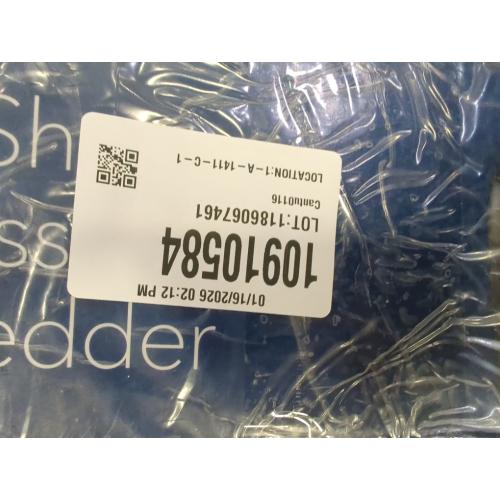 Sh
ss
edder
01/16/2026 02:12 PM
10910584
LOT:1186067461
Cantu0116
LOCATION:1-A-1411-C-1